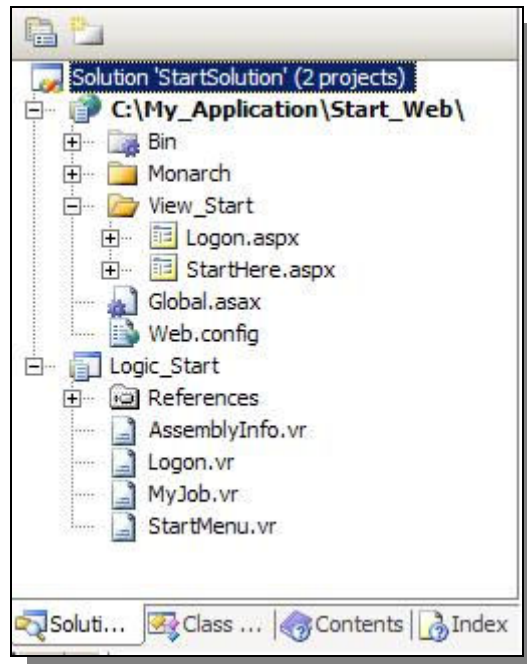 Solution 'StartSolution' (2 projects)
C:\My_Application\Start_Web\
Bin
Monarch
View_Start
Logon.aspx
StartHere.aspx
Global.asax
Web.config
Logic_Start
References
AssemblyInfo.vr
Logon.vr
MyJob.vr
StartMenu.vr
Soluti... Class ... Contents Index